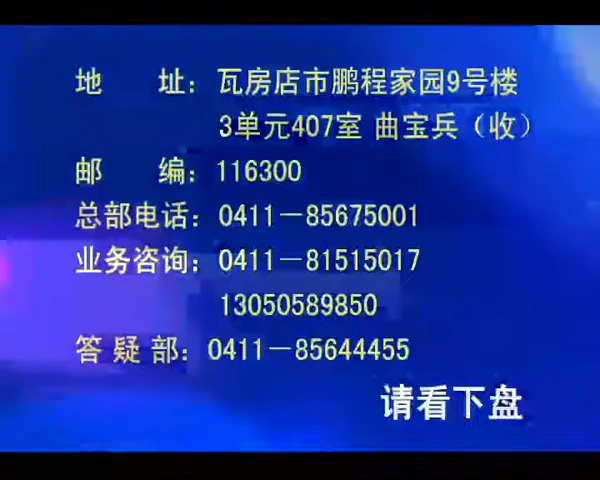 地　　址：瓦房店市鹏程家园9号楼
3单元407室 曲宝兵（收）
邮　　编：116300
总部电话：0411－85675001
业务咨询：0411－81515017
13050589850
答 疑 部：0411－85644455
请看下盘